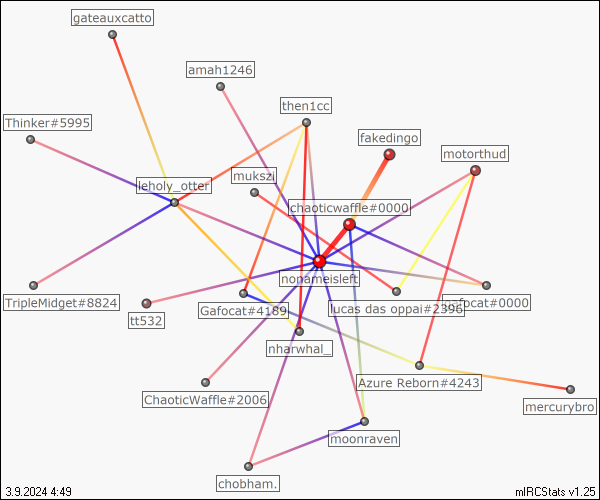 gateauxcatto
amah1246
then1cc
Thinker#5995
fakedingo
motorthud
mukszi
leholy_otter
chaoticwaffle#0000
nonameisleft
TripleMidget#8824
tt532
Gafocat#4189
lucas das oppai#2396
gafocat#0000
nharwhal_
Azure Reborn#4243
ChaoticWaffle#2006
mercurybro
moonraven
chobham.
3.9.2024 4:49
mIRCStats v1.25